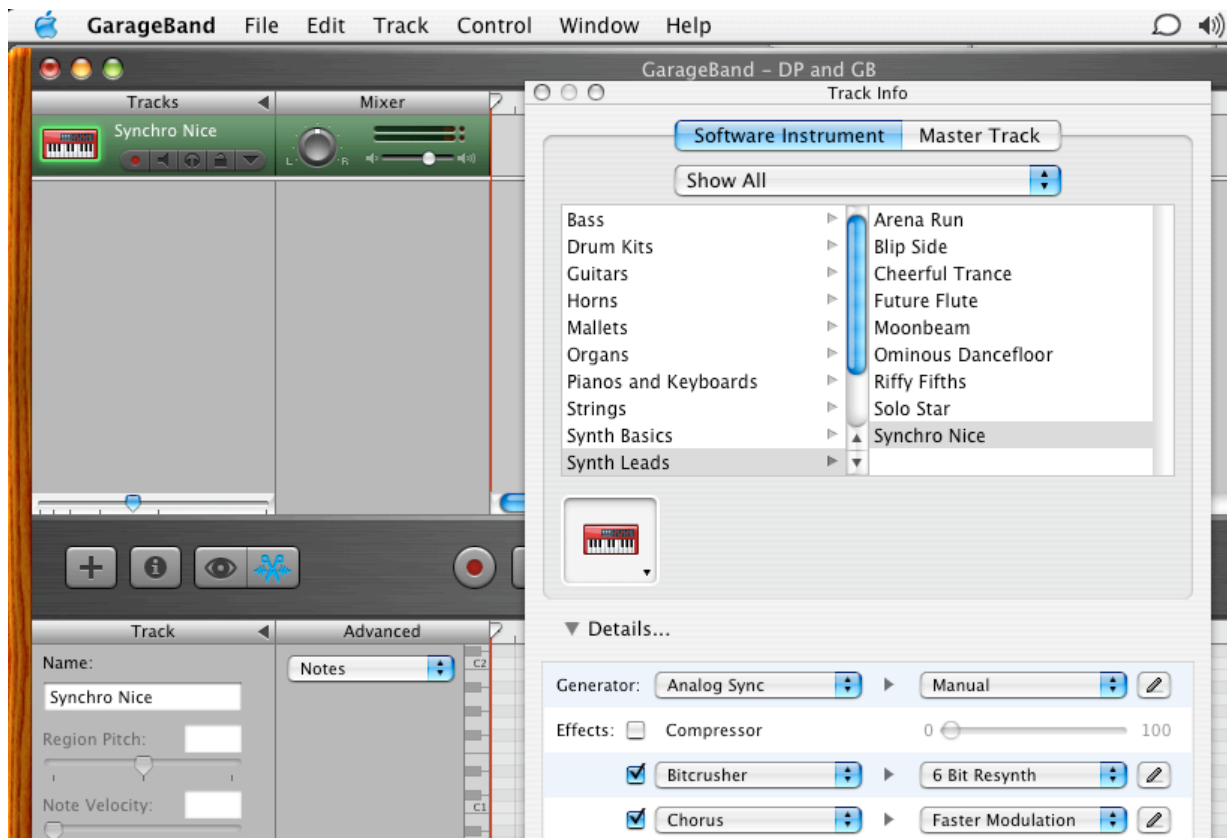 GarageBand File Edit Track Control Window Help
GarageBand – DP and GB
Tracks
Mixer
Synchro Nice
L R
Track Info
Software Instrument Master Track
Show All
Bass
Drum Kits
Guitars
Horns
Mallets
Organs
Pianos and Keyboards
Strings
Synth Basics
Synth Leads
Arena Run
Blip Side
Cheerful Trance
Future Flute
Moonbeam
Ominous Dancefloor
Riffy Fifths
Solo Star
Synchro Nice
Track
Advanced
Name:
Synchro Nice
Region Pitch:
Note Velocity:
Notes
C2
C1
Details...
Generator: Analog Sync Manual
Effects: Compressor 0 100
Bitcrusher 6 Bit Resynth
Chorus Faster Modulation